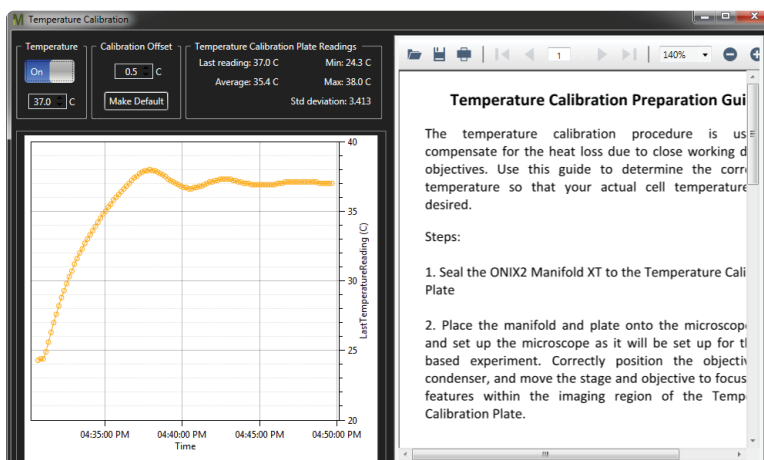 Temperature Calibration
Temperature
On
37.0 C
Calibration Offset
0.5 C
Make Default
Temperature Calibration Plate Readings
Last reading: 37.0 C Min: 24.3 C
Average: 35.4 C Max: 38.0 C
Std deviation: 3.413
40
35
30
25
20
LastTemperatureReading (C)
04:35:00 PM 04:40:00 PM 04:45:00 PM 04:50:00 PM
Time
1
140%
Temperature Calibration Preparation Gui
The temperature calibration procedure is us
compensate for the heat loss due to close working d
objectives. Use this guide to determine the corr
temperature so that your actual cell temperature
desired.
Steps:
1. Seal the ONIX2 Manifold XT to the Temperature Cali
Plate
2. Place the manifold and plate onto the microscop
and set up the microscope as it will be set up for t
based experiment. Correctly position the objectiv
condenser, and move the stage and objective to focus
features within the imaging region of the Temp
Calibration Plate.